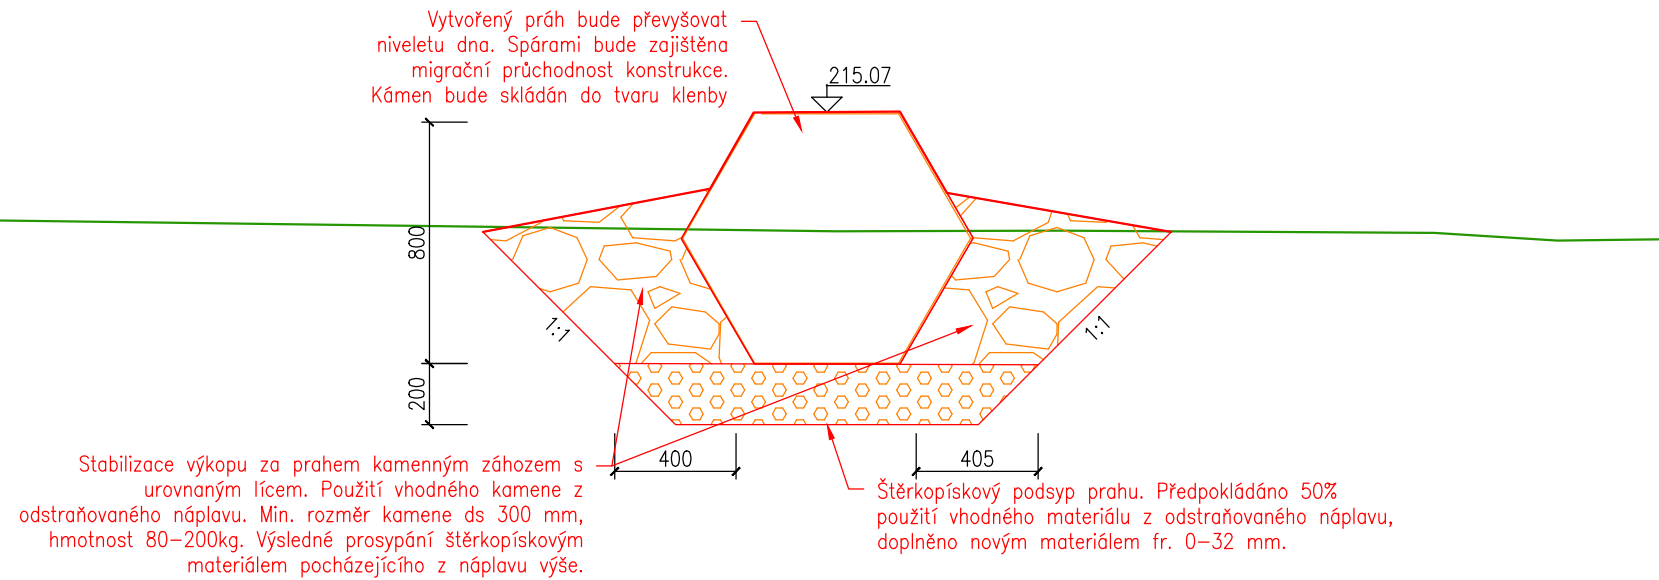 Vytvořený práh bude převyšovat
niveletu dna. Spárami bude zajištěna
migrační průchodnost konstrukce.
Kámen bude skládán do tvaru klenby
215.07
800
200
1:1
1:1
400
405
Stabilizace výkopu za prahem kamenným záhozem s
urovnaným lícem. Použití vhodného kamene z
odstraňovaného náplavu. Min. rozměr kamene ds 300 mm,
hmotnost 80-200kg. Výsledné prosypání štěrkopískovým
materiálem pocházejícího z náplavu výše.
Štěrkopískový podsyp prahu. Předpokládáno 50%
použití vhodného materiálu z odstraňovaného náplavu,
doplněno novým materiálem fr. 0-32 mm.